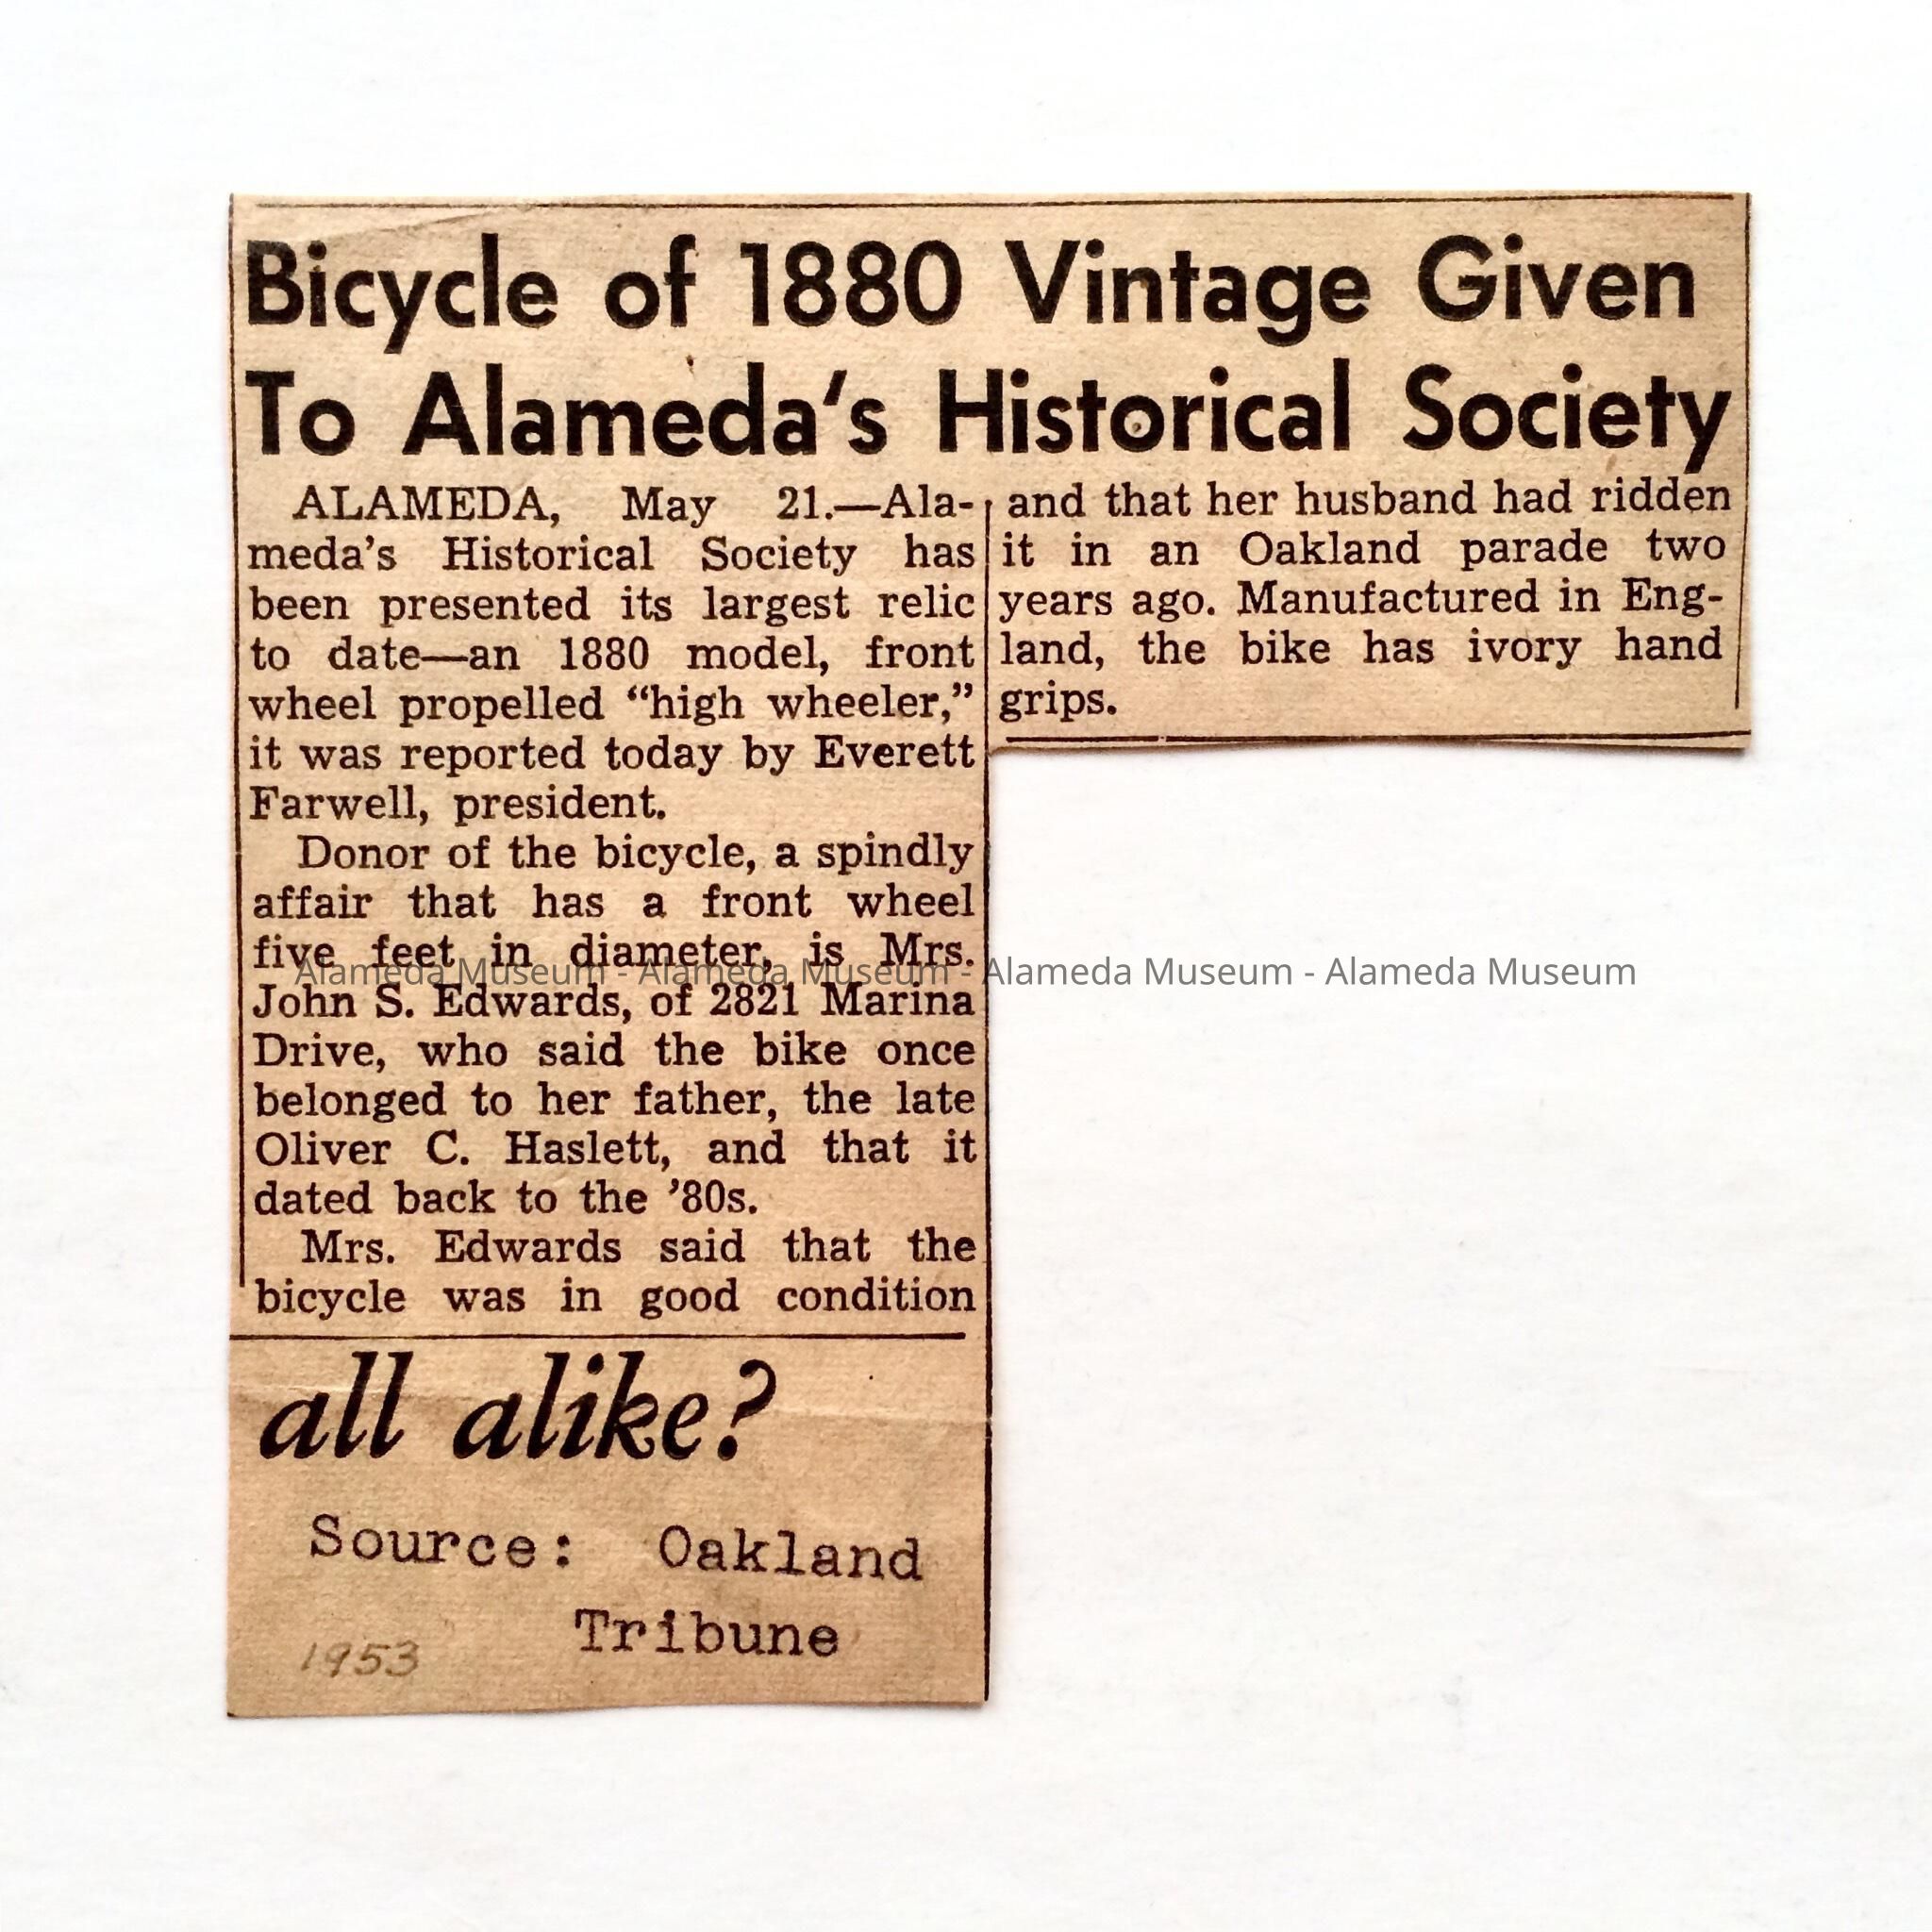 Bicycle of 1880 Vintage Given
To Alameda's Historical Society
ALAMEDA, May 21.—Ala-
meda's Historical Society has
been presented its largest relic
to date—an 1880 model, front
wheel propelled “high wheeler,”
it was reported today by Everett
Farwell, president.
Donor of the bicycle, a spindly
affair that has a front wheel
five feet in diameter, is Mrs.
John S. Edwards, of 2821 Marina
Drive, who said the bike once
belonged to her father, the late
Oliver C. Haslett, and that it
dated back to the ’80s.
Mrs. Edwards said that the
bicycle was in good condition
and that her husband had ridden
it in an Oakland parade two
years ago. Manufactured in Eng-
land, the bike has ivory hand
grips.
all alike?
Source: Oakland
Tribune
1953
Alameda Museum - Alameda Museum - Alameda Museum - Alameda Museum